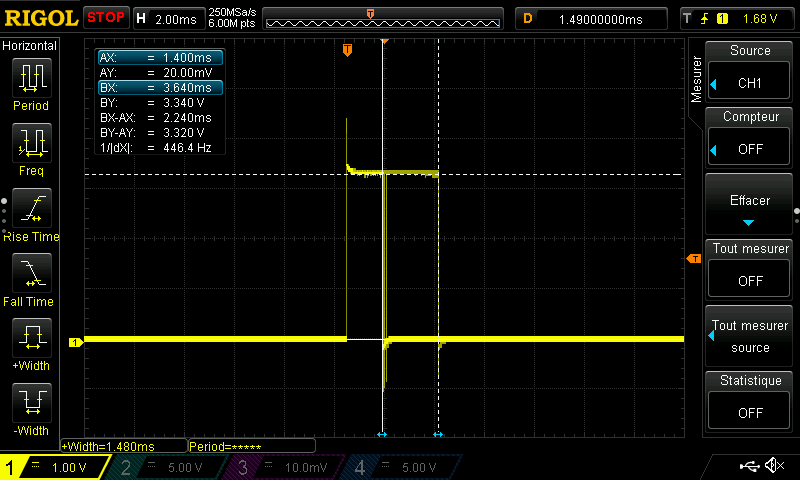 RIGOL STOP H 2.00ms 250MSa/s 6.00M pts T D 1.49000000ms T 1 1.68 V
Horizontal
Period
Freq
Rise Time
Fall Time
+Width
-Width
AX: = 1.400ms
AY: = 20.00mV
BX: = 3.640ms
BY: = 3.340 V
BX-AX: = 2.240ms
BY-AY: = 3.320 V
1/|dX|: = 446.4 Hz
T
T
1
Mesurer
Source
CH1
Compteur
OFF
Effacer
Tout mesurer
OFF
Tout mesurer
source
Statistique
OFF
+Width=1.480ms Period=*****
1 = 1.00 V 2 = 5.00 V 3 = 10.0mV 4 = 5.00 V